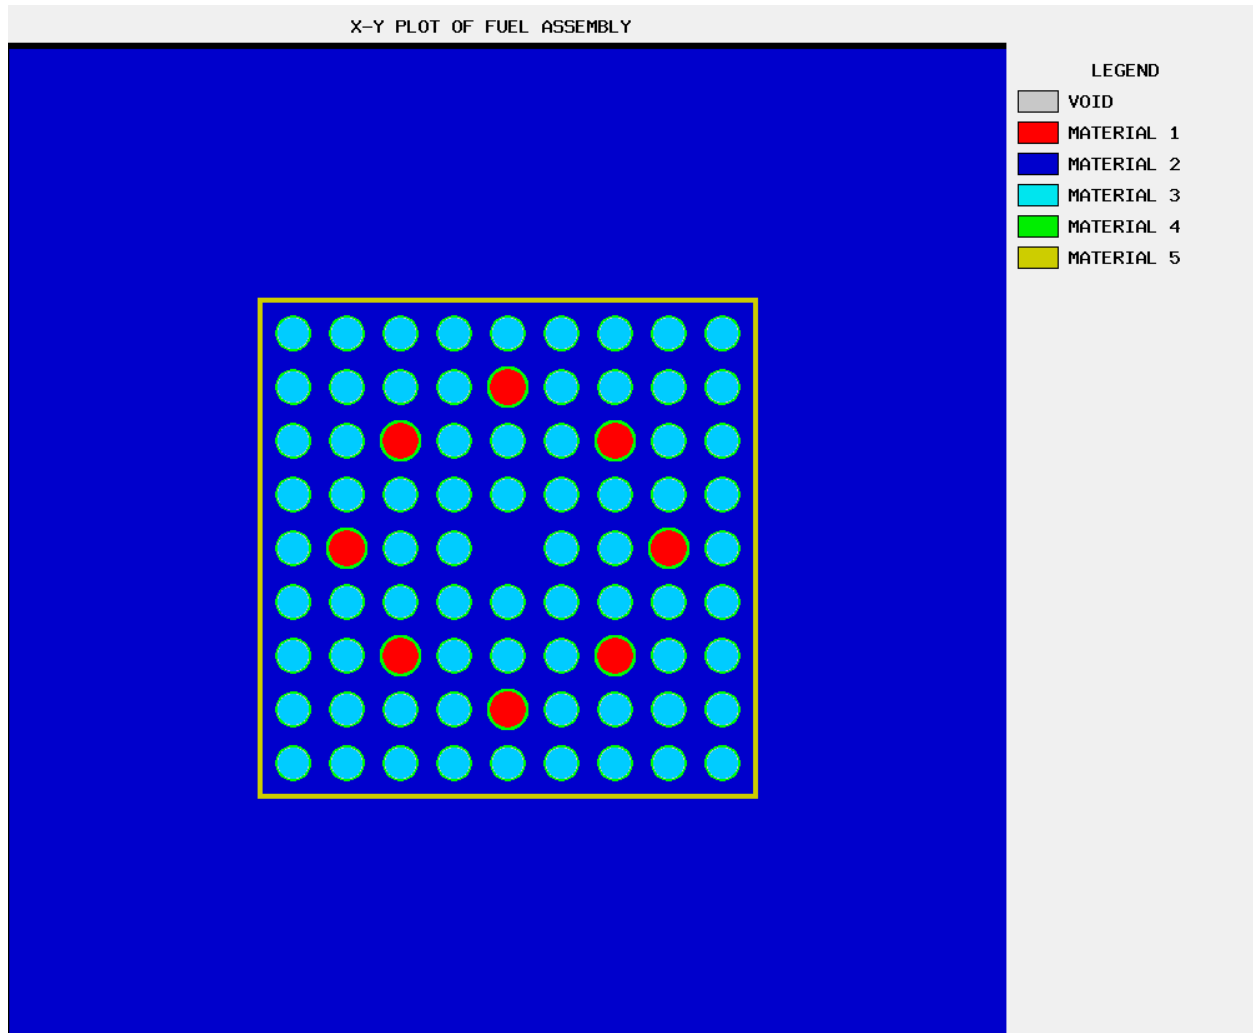 X-Y PLOT OF FUEL ASSEMBLY
LEGEND
VOID
MATERIAL 1
MATERIAL 2
MATERIAL 3
MATERIAL 4
MATERIAL 5